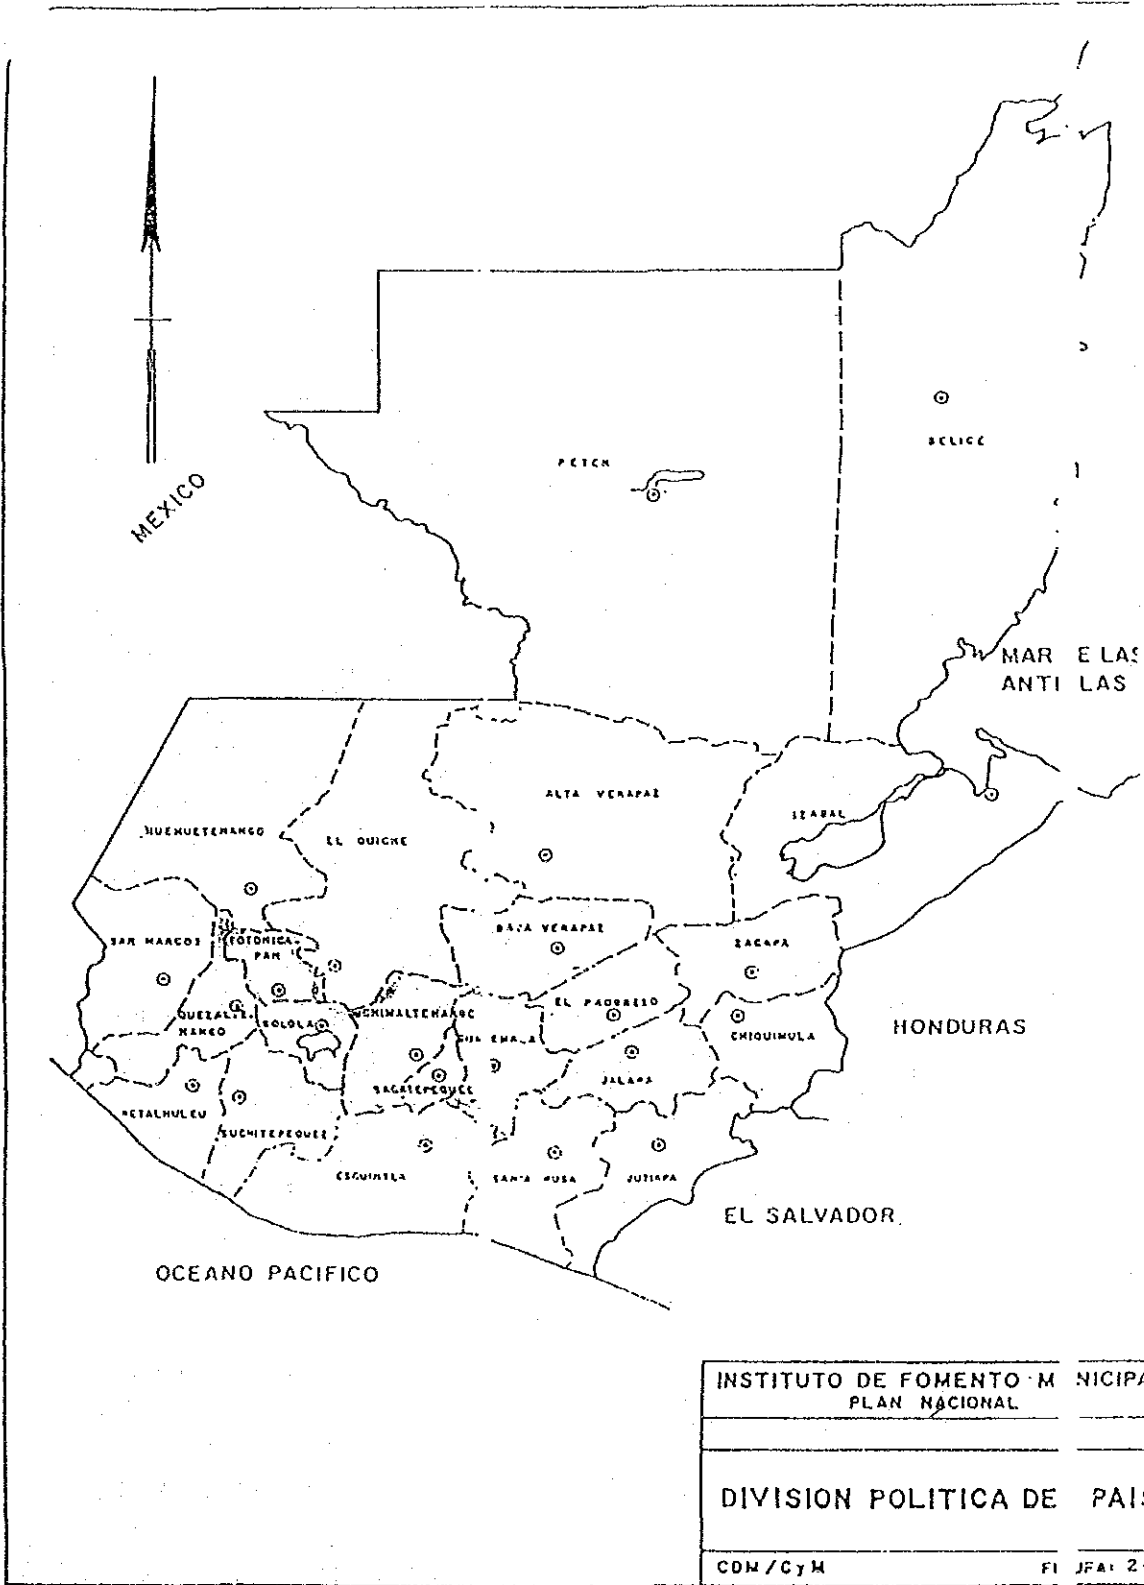 MEXICO
PETEN
BELICE
MAR E LAS
ANTI LAS
ALTA VERAPAZ
IZABAL
HUEHUETENANGO
EL QUICHE
BAJA VERAPAZ
SAN MARCOS
TOTONICA-
PAN
ZACAPA
EL PROGRESO
QUEZALTE-
NANGO
SOLOLA
CHIMALTENANGO
GUA EMALA
CHIQUIMULA
HONDURAS
JALAPA
SACATEPEQUEZ
RETALHULEU
SUCHITEPEQUEZ
ESCUINTLA
SANTA ROSA
JUTIAPA
EL SALVADOR
OCEANO PACIFICO
INSTITUTO DE FOMENTO M NICIPA
PLAN NACIONAL
DIVISION POLITICA DE PAIS
CDM/CyM